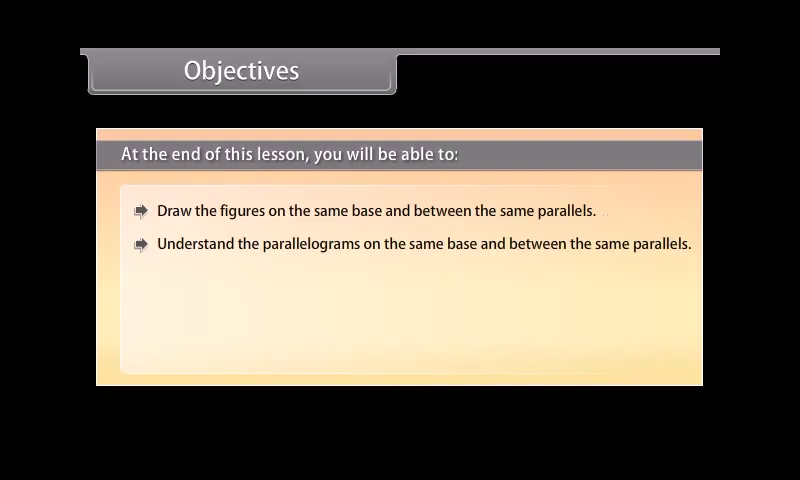 Objectives
At the end of this lesson, you will be able to:
Draw the figures on the same base and between the same parallels.
Understand the parallelograms on the same base and between the same parallels.